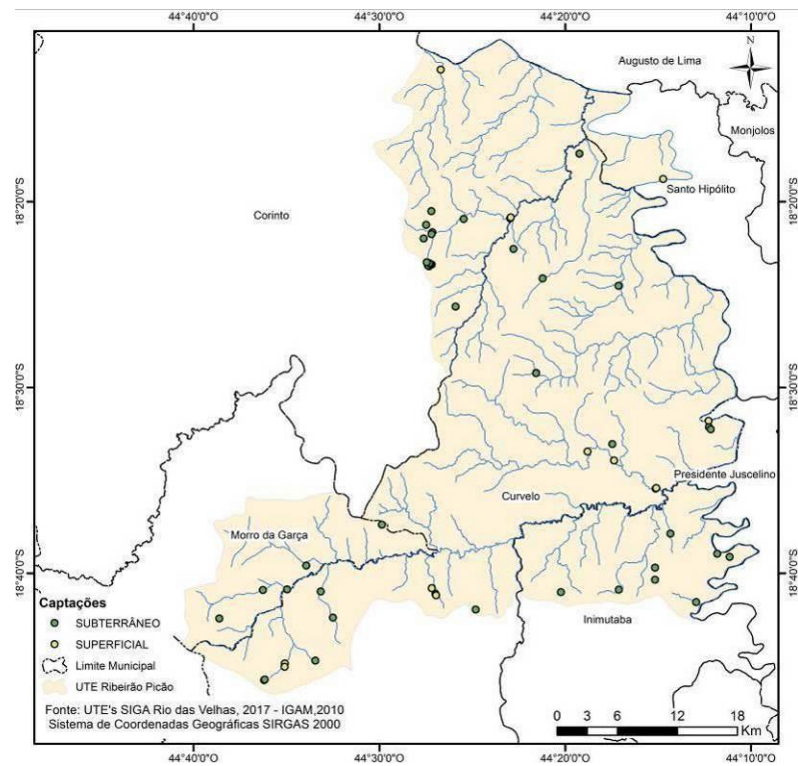 44°40'0"O 44°30'0"O 44°20'0"O 44°10'0"O
N
Augusto de Lima
Monjolos
18°20'0"S 18°20'0"S
Santo Hipólito
Corinto
18°30'0"S 18°30'0"S
Presidente Juscelino
Curvelo
Morro da Garça
18°40'0"S 18°40'0"S
Inimutaba
Captações
SUBTERRÂNEO
SUPERFICIAL
Limite Municipal
UTE Ribeirão Picão
Fonte: UTE's SIGA Rio das Velhas, 2017 - IGAM,2010
Sistema de Coordenadas Geográficas SIRGAS 2000
0 3 6 12 18
Km
44°40'0"O 44°30'0"O 44°20'0"O 44°10'0"O